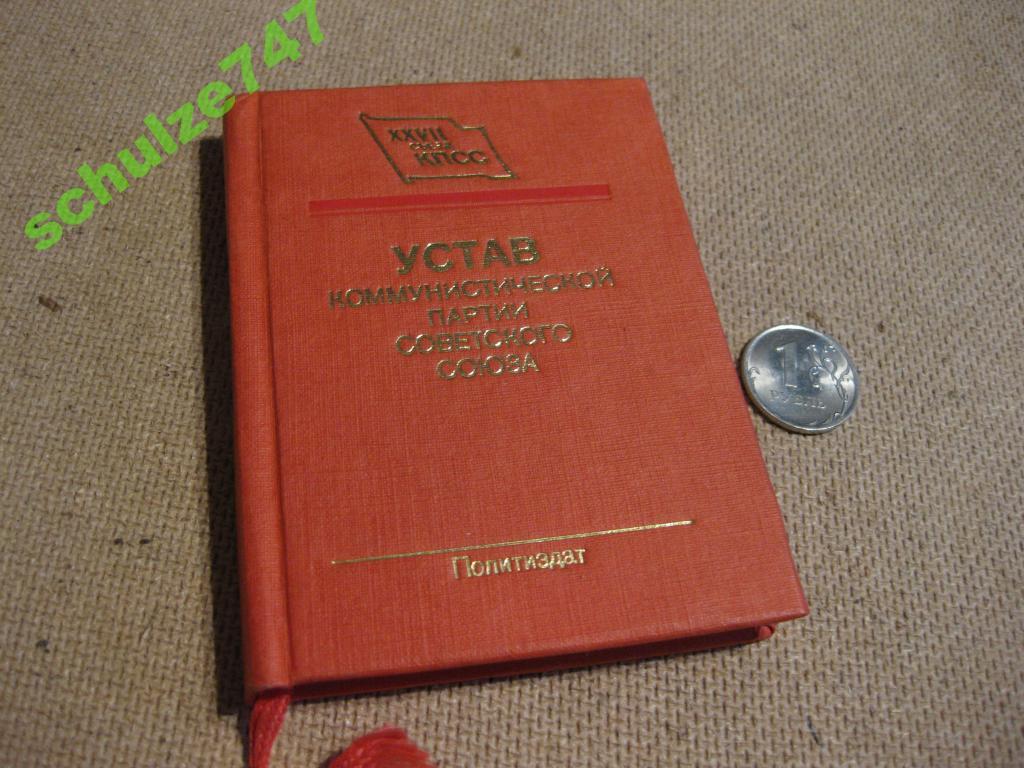 schulze747
XXVII
съезд
КПСС
УСТАВ
КОММУНИСТИЧЕСКОЙ
ПАРТИИ
СОВЕТСКОГО
СОЮЗА
1
РУБЛЬ
Политиздат